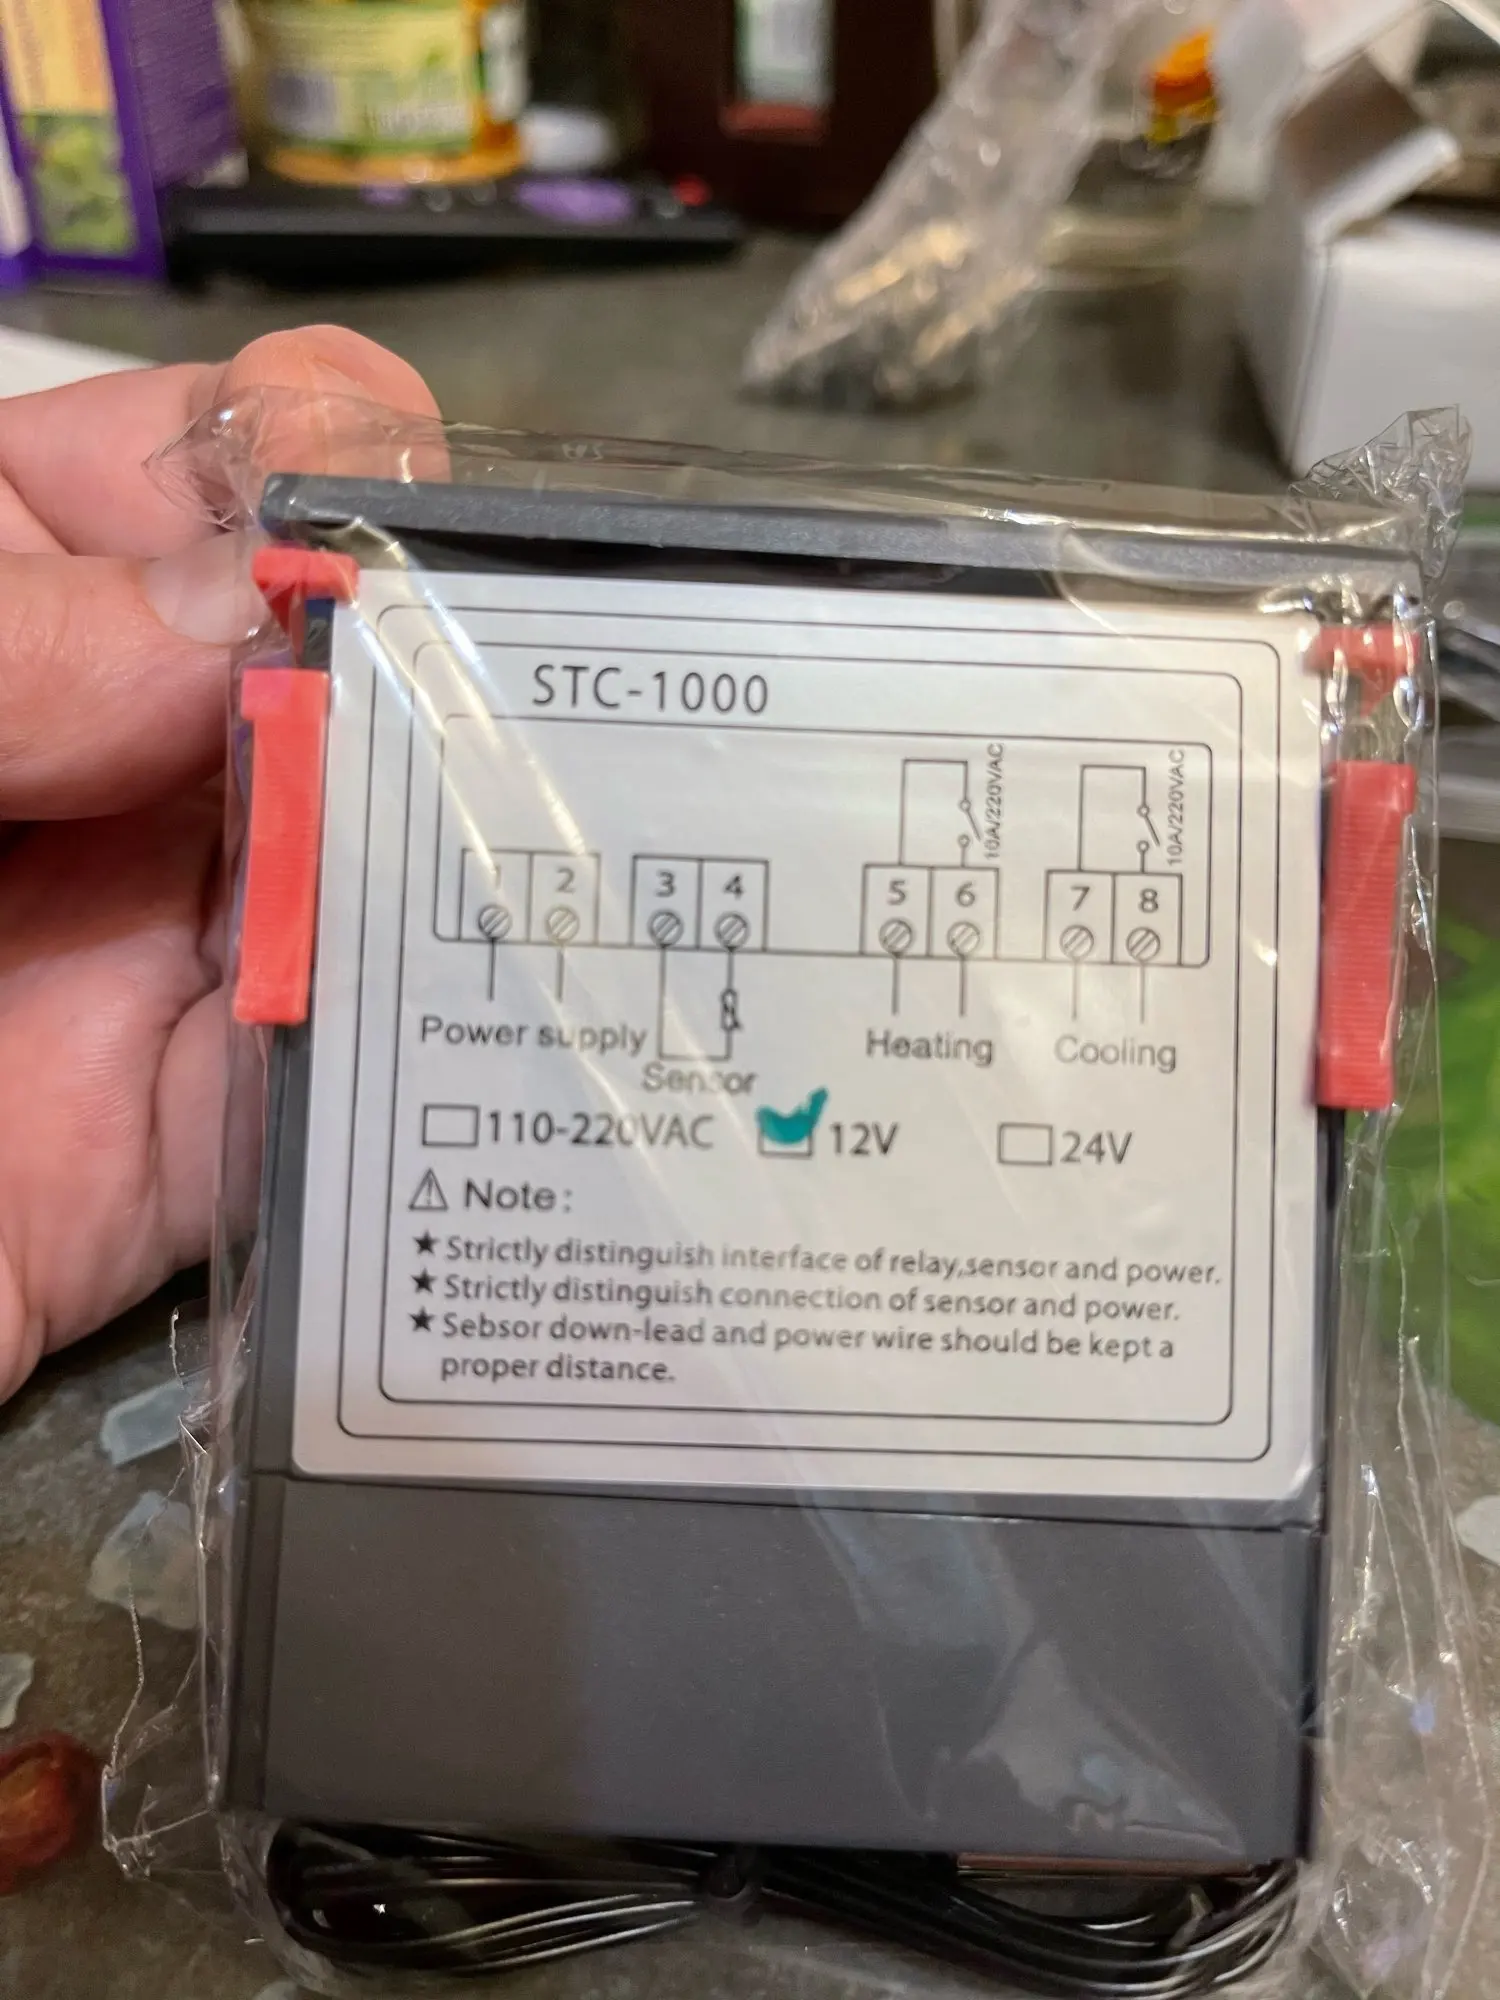 STC-1000
10A/220VAC
10A/220VAC
1 2 3 4 5 6 7 8
Power supply
Sensor
Heating
Cooling
110-220VAC 12V 24V
Note:
★ Strictly distinguish interface of relay,sensor and power.
★ Strictly distinguish connection of sensor and power.
★ Sebsor down-lead and power wire should be kept a
proper distance.